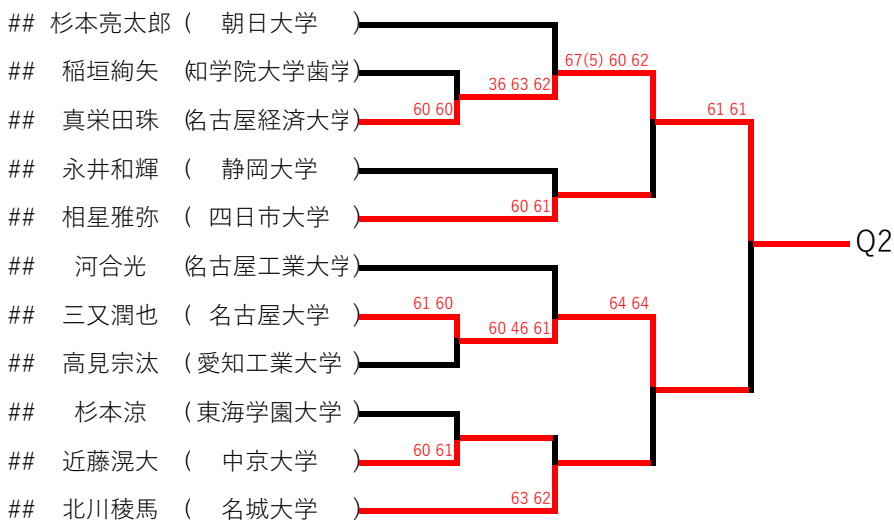 ## 杉本亮太郎 ( 朝日大学 )
67(5) 60 62
## 稲垣絢矢 (知学院大学歯学)
36 63 62
60 60
61 61
## 真栄田珠 (名古屋経済大学)
## 永井和輝 ( 静岡大学 )
60 61
## 相星雅弥 ( 四日市大学 )
Q2
## 河合光 (名古屋工業大学)
61 60
64 64
## 三又潤也 ( 名古屋大学 )
60 46 61
## 高見宗汰 (愛知工業大学)
## 杉本涼 (東海学園大学 )
60 61
## 近藤滉大 ( 中京大学 )
63 62
## 北川稜馬 ( 名城大学 )